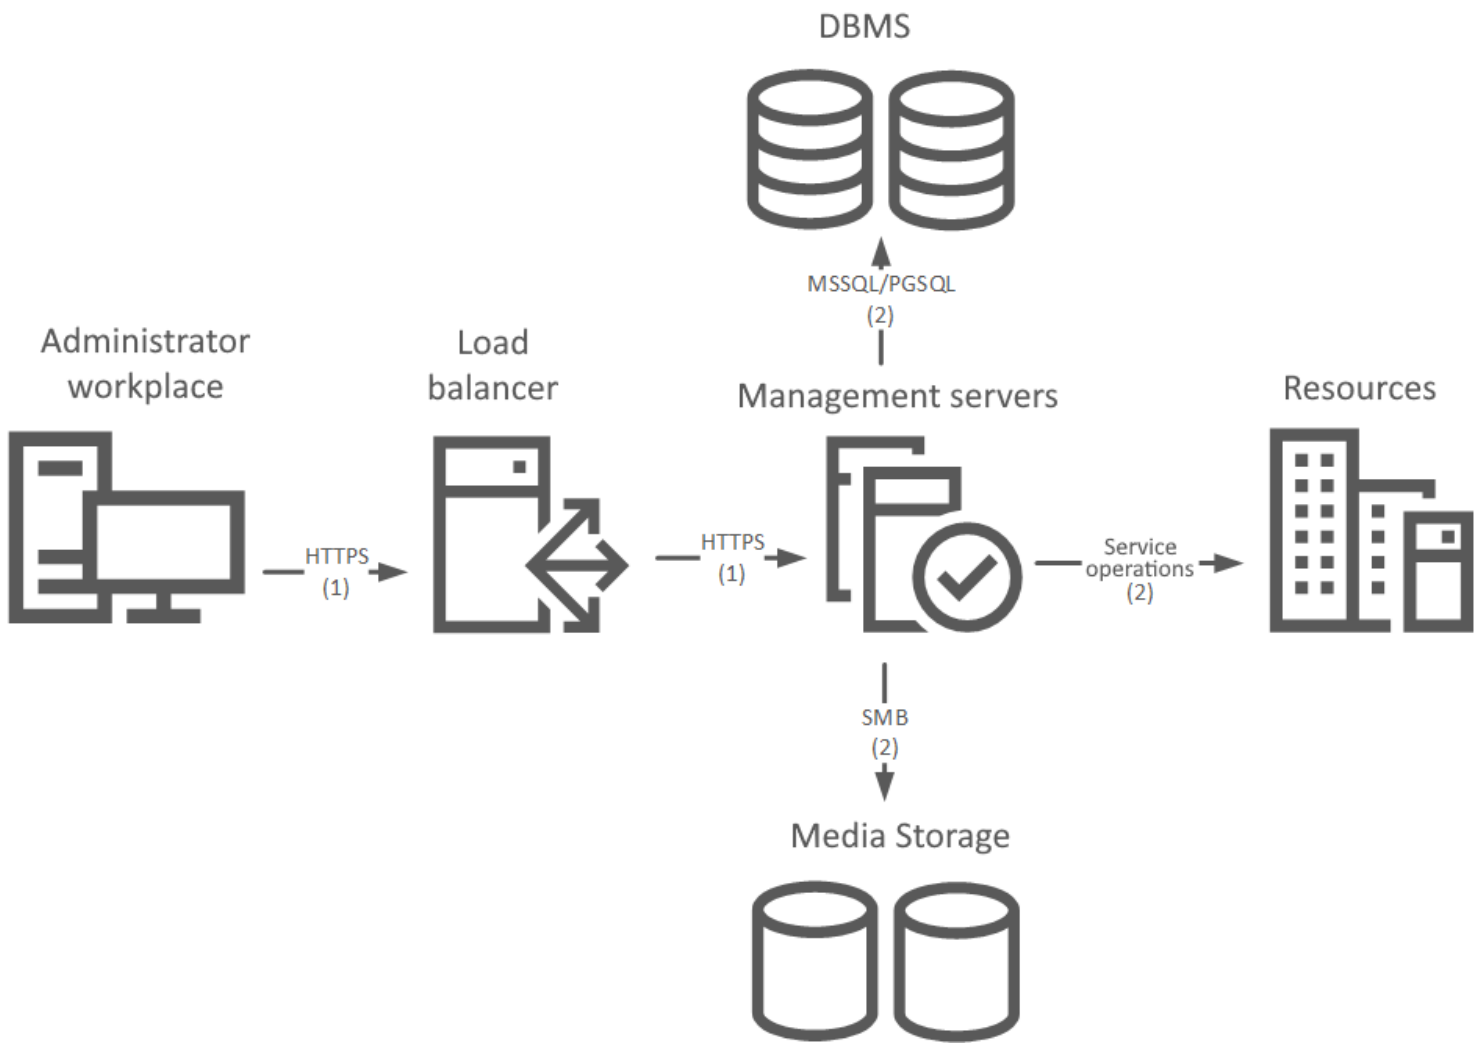 DBMS
MSSQL/PGSQL
(2)
Administrator
workplace
Load
balancer
Management servers
Resources
HTTPS
(1)
HTTPS
(1)
Service
operations
(2)
SMB
(2)
Media Storage